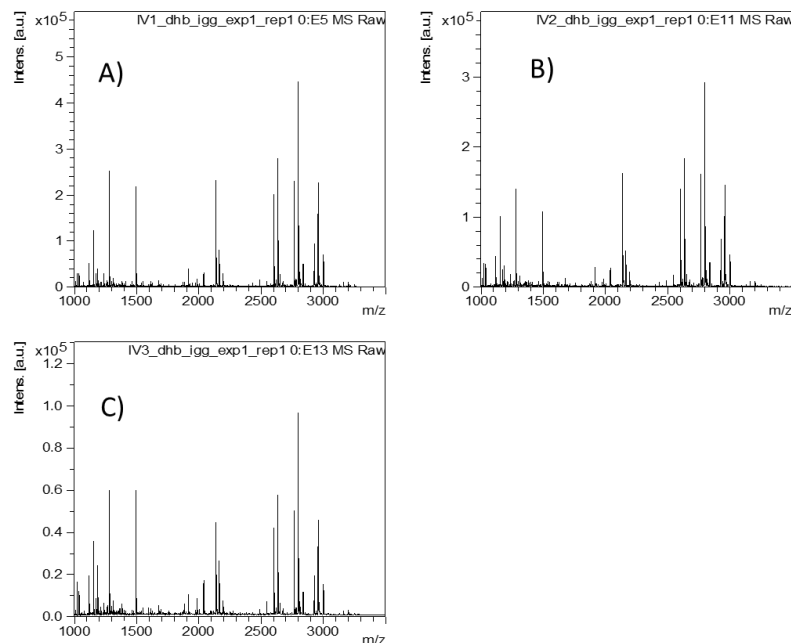 Intens. [a.u.]
x10⁵
IV1_dhb_igg_exp1_rep1 0:E5 MS Raw
A)
5
4
3
2
1
0
1000 1500 2000 2500 3000
m/z
Intens. [a.u.]
x10⁵
IV2_dhb_igg_exp1_rep1 0:E11 MS Raw
B)
3
2
1
0
1000 1500 2000 2500 3000
m/z
Intens. [a.u.]
x10⁵
IV3_dhb_igg_exp1_rep1 0:E13 MS Raw
C)
1.2
1.0
0.8
0.6
0.4
0.2
0.0
1000 1500 2000 2500 3000
m/z